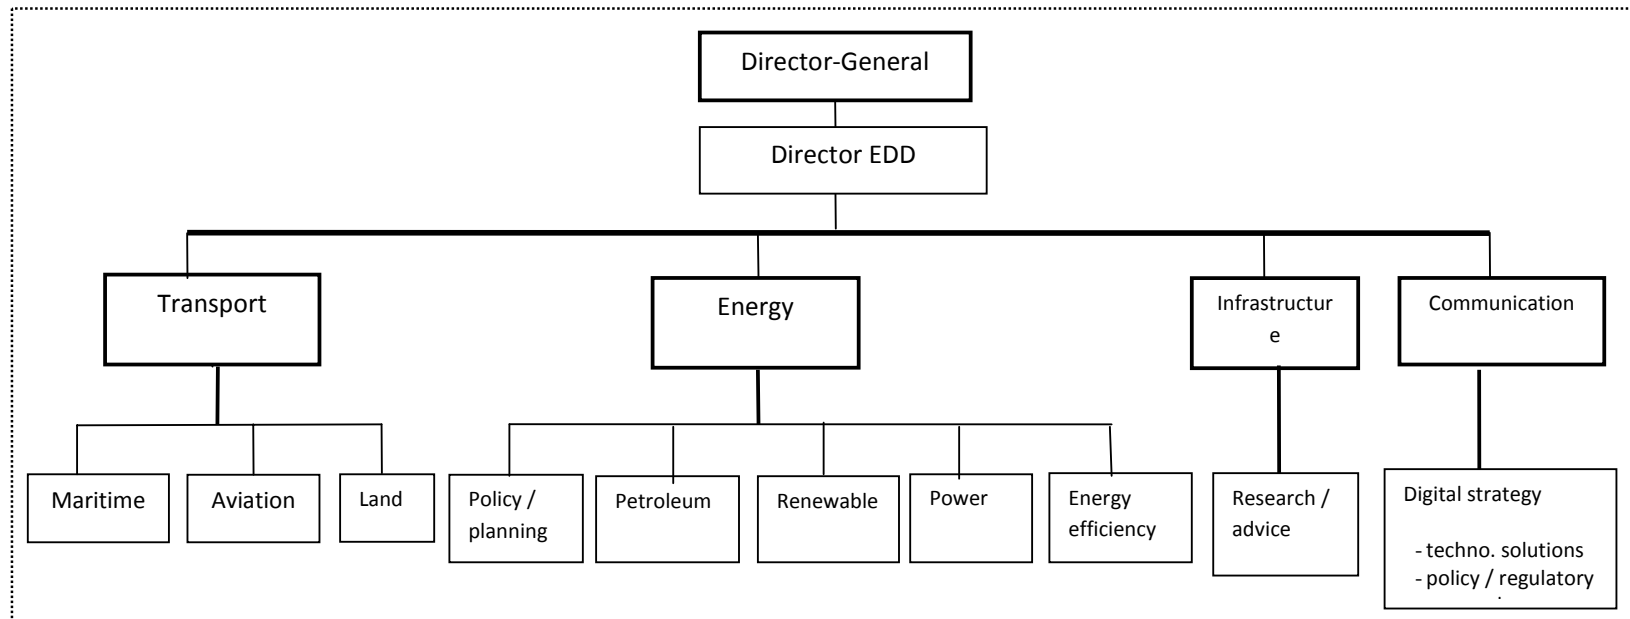 Director-General
Director EDD
Transport
Energy
Infrastructur
e
Communication
Maritime
Aviation
Land
Policy /
planning
Petroleum
Renewable
Power
Energy
efficiency
Research /
advice
Digital strategy
- techno. solutions
- policy / regulatory